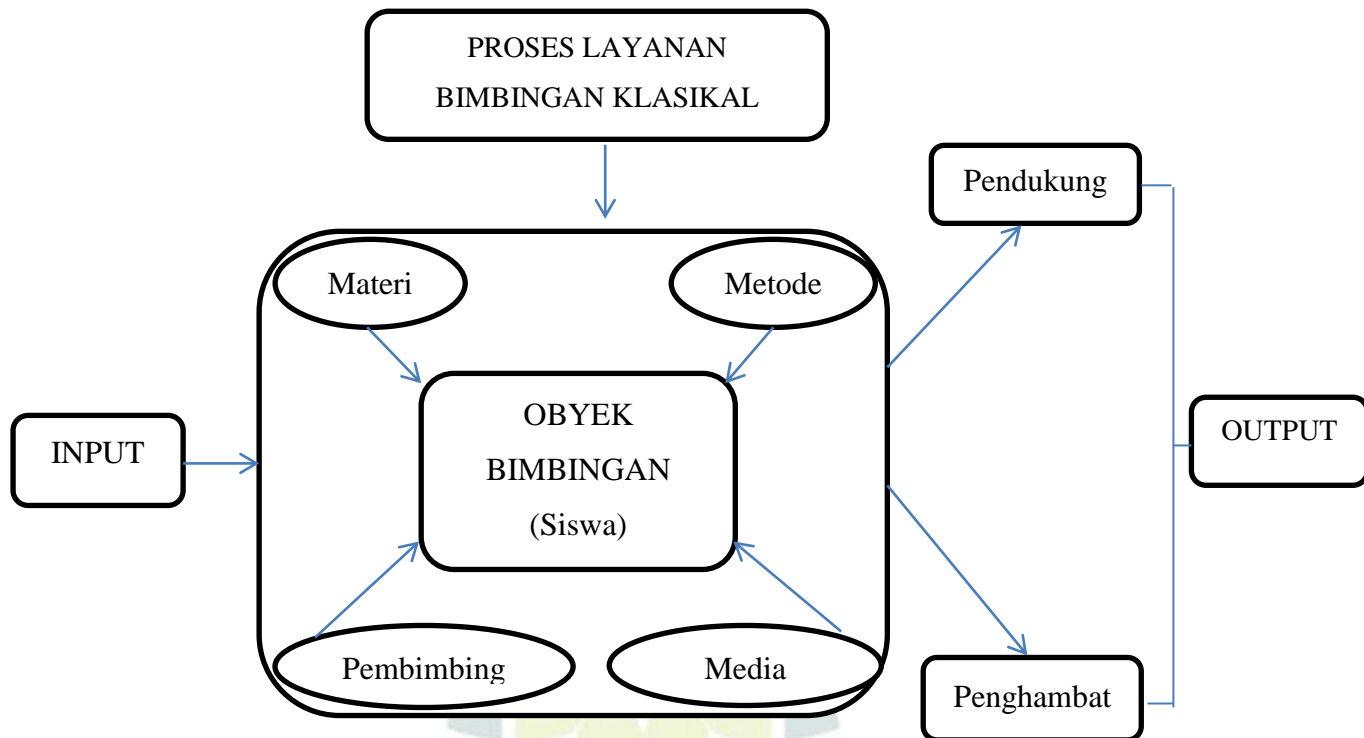 PROSES LAYANAN
BIMBINGAN KLASIKAL
Pendukung
Materi
Metode
INPUT
OBYEK
BIMBINGAN
(Siswa)
OUTPUT
Pembimbing
Media
Penghambat